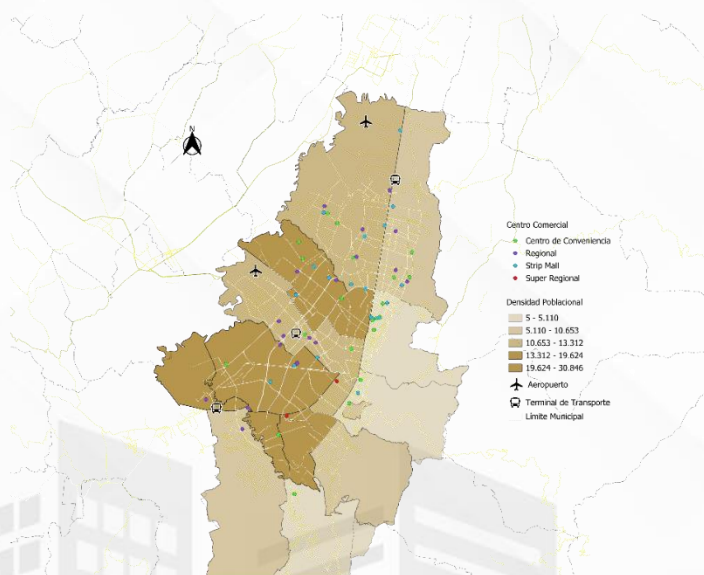 N
Centro Comercial
Centro de Conveniencia
Regional
Strip Mall
Super Regional
Densidad Poblacional
5 - 5.110
5.110 - 10.653
10.653 - 13.312
13.312 - 19.624
19.624 - 30.846
Aeropuerto
Terminal de Transporte
Límite Municipal